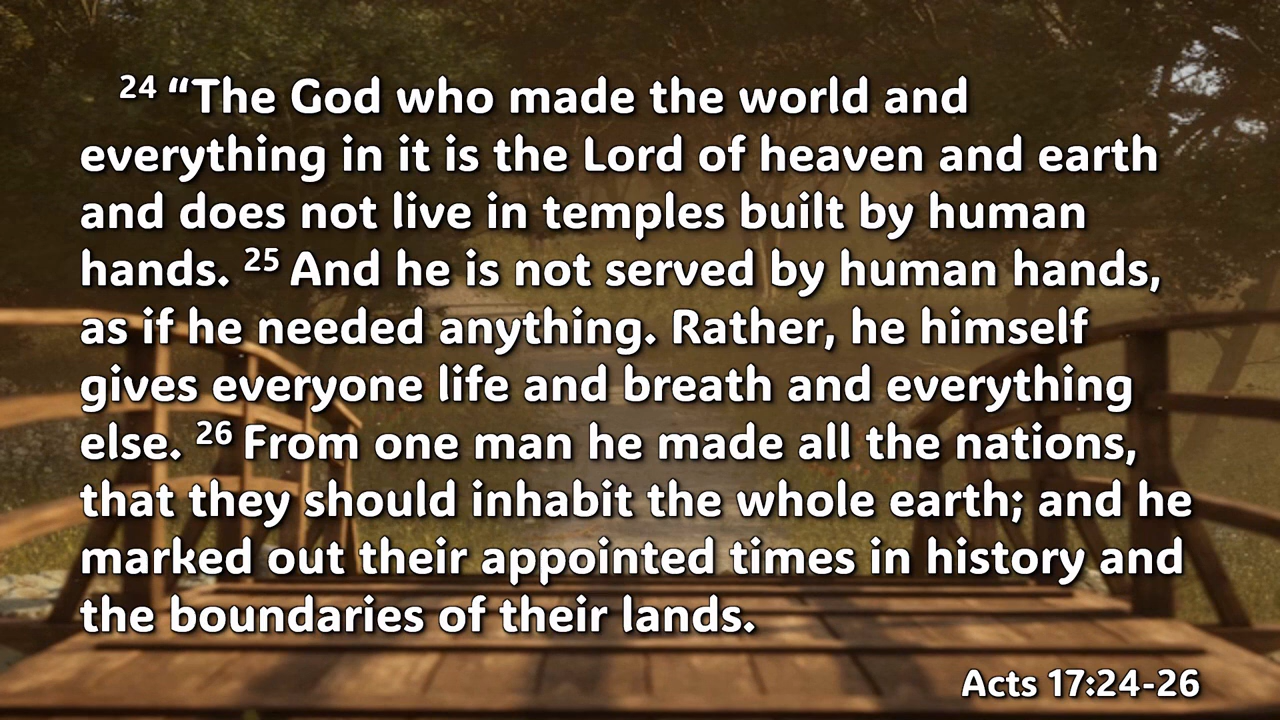 24 “The God who made the world and
everything in it is the Lord of heaven and earth
and does not live in temples built by human
hands. 25 And he is not served by human hands,
as if he needed anything. Rather, he himself
gives everyone life and breath and everything
else. 26 From one man he made all the nations,
that they should inhabit the whole earth; and he
marked out their appointed times in history and
the boundaries of their lands.
Acts 17:24-26